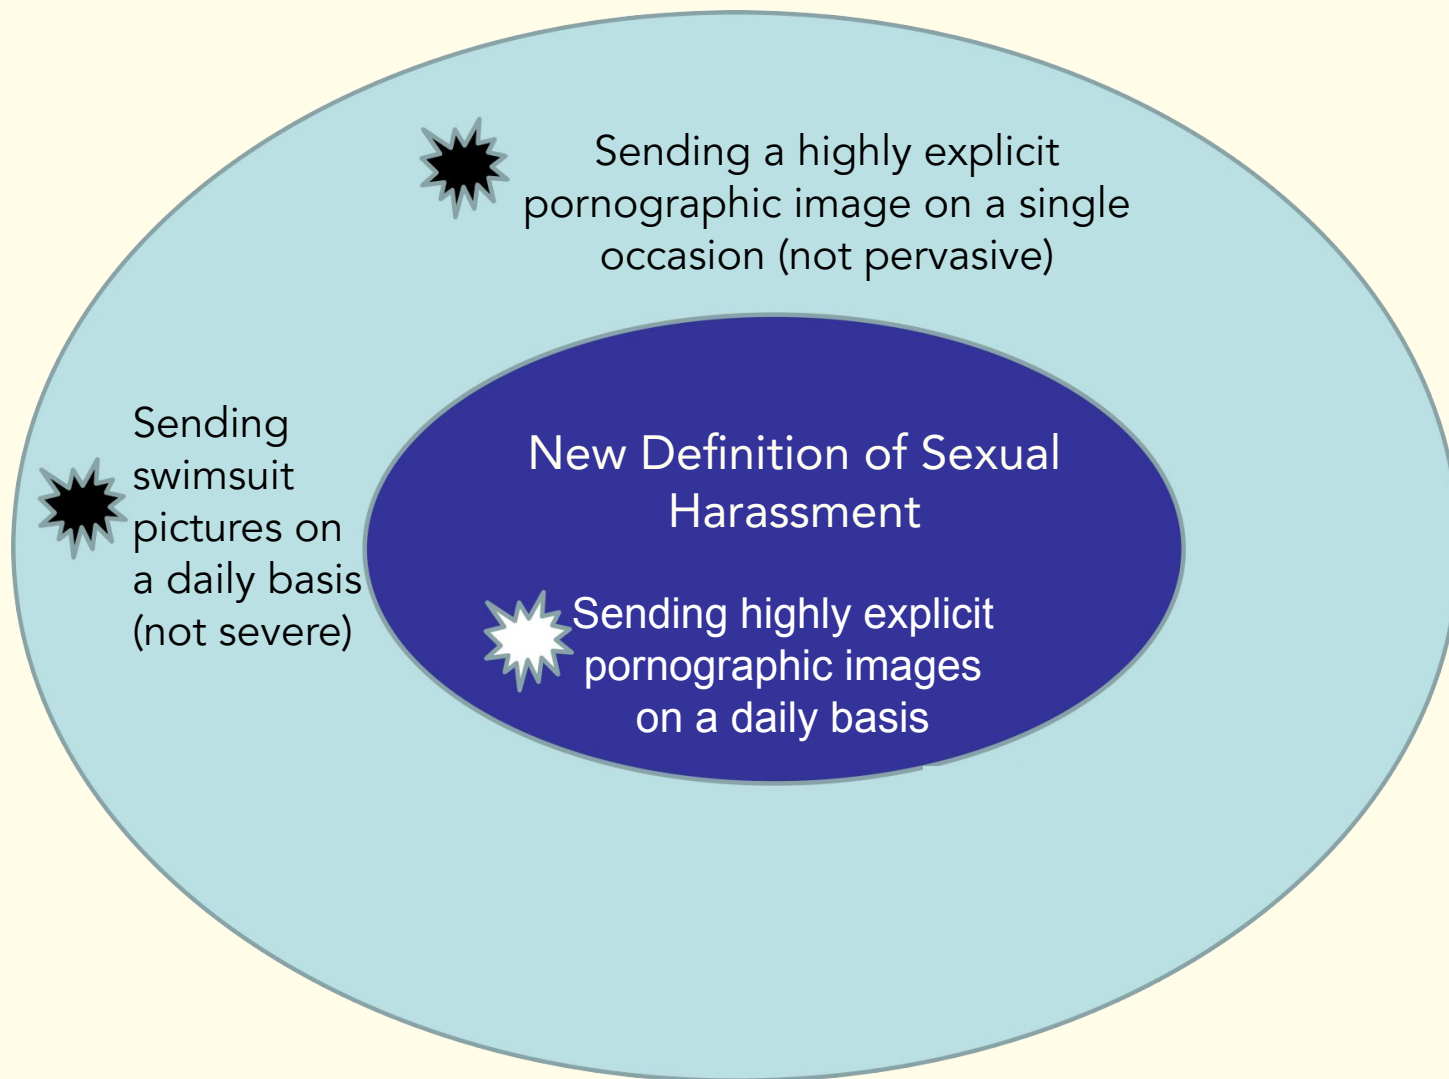 Sending a highly explicit
pornographic image on a single
occasion (not pervasive)
Sending
swimsuit
pictures on
a daily basis
(not severe)
New Definition of Sexual
Harassment
Sending highly explicit
pornographic images
on a daily basis